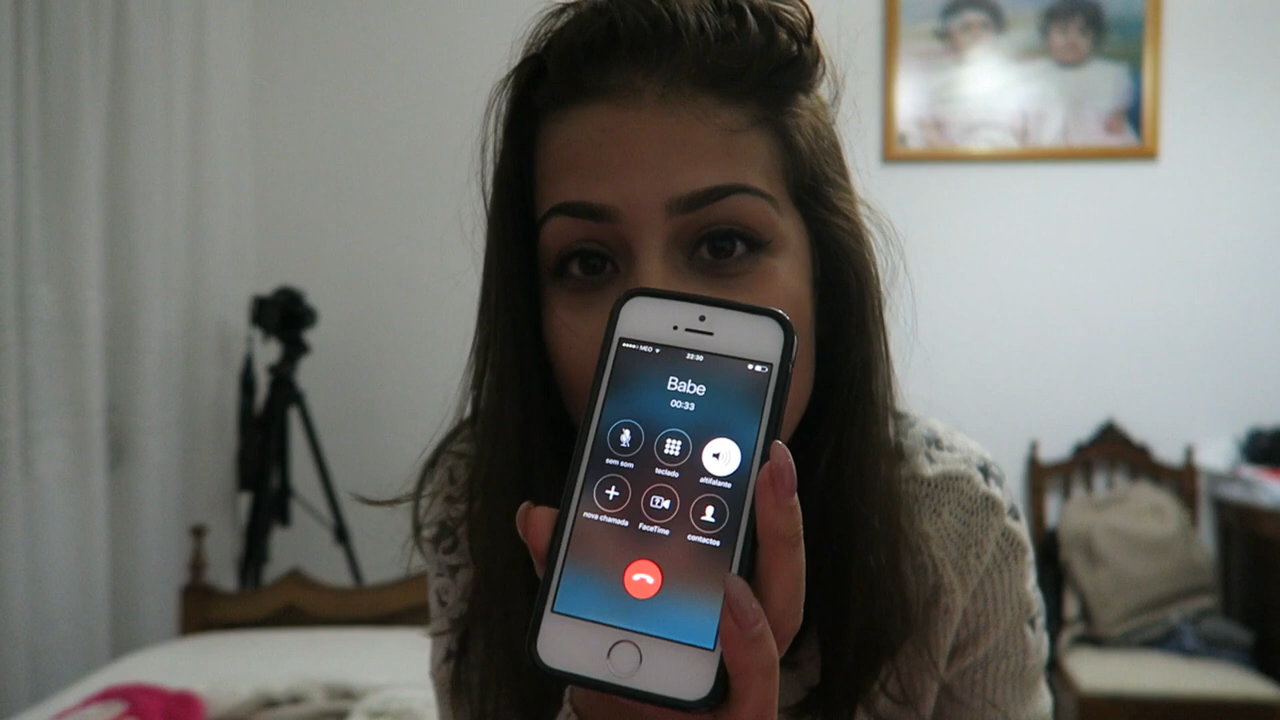 MEO 22:30
Babe
00:33
sem som teclado altifalante
nova chamada FaceTime contactos